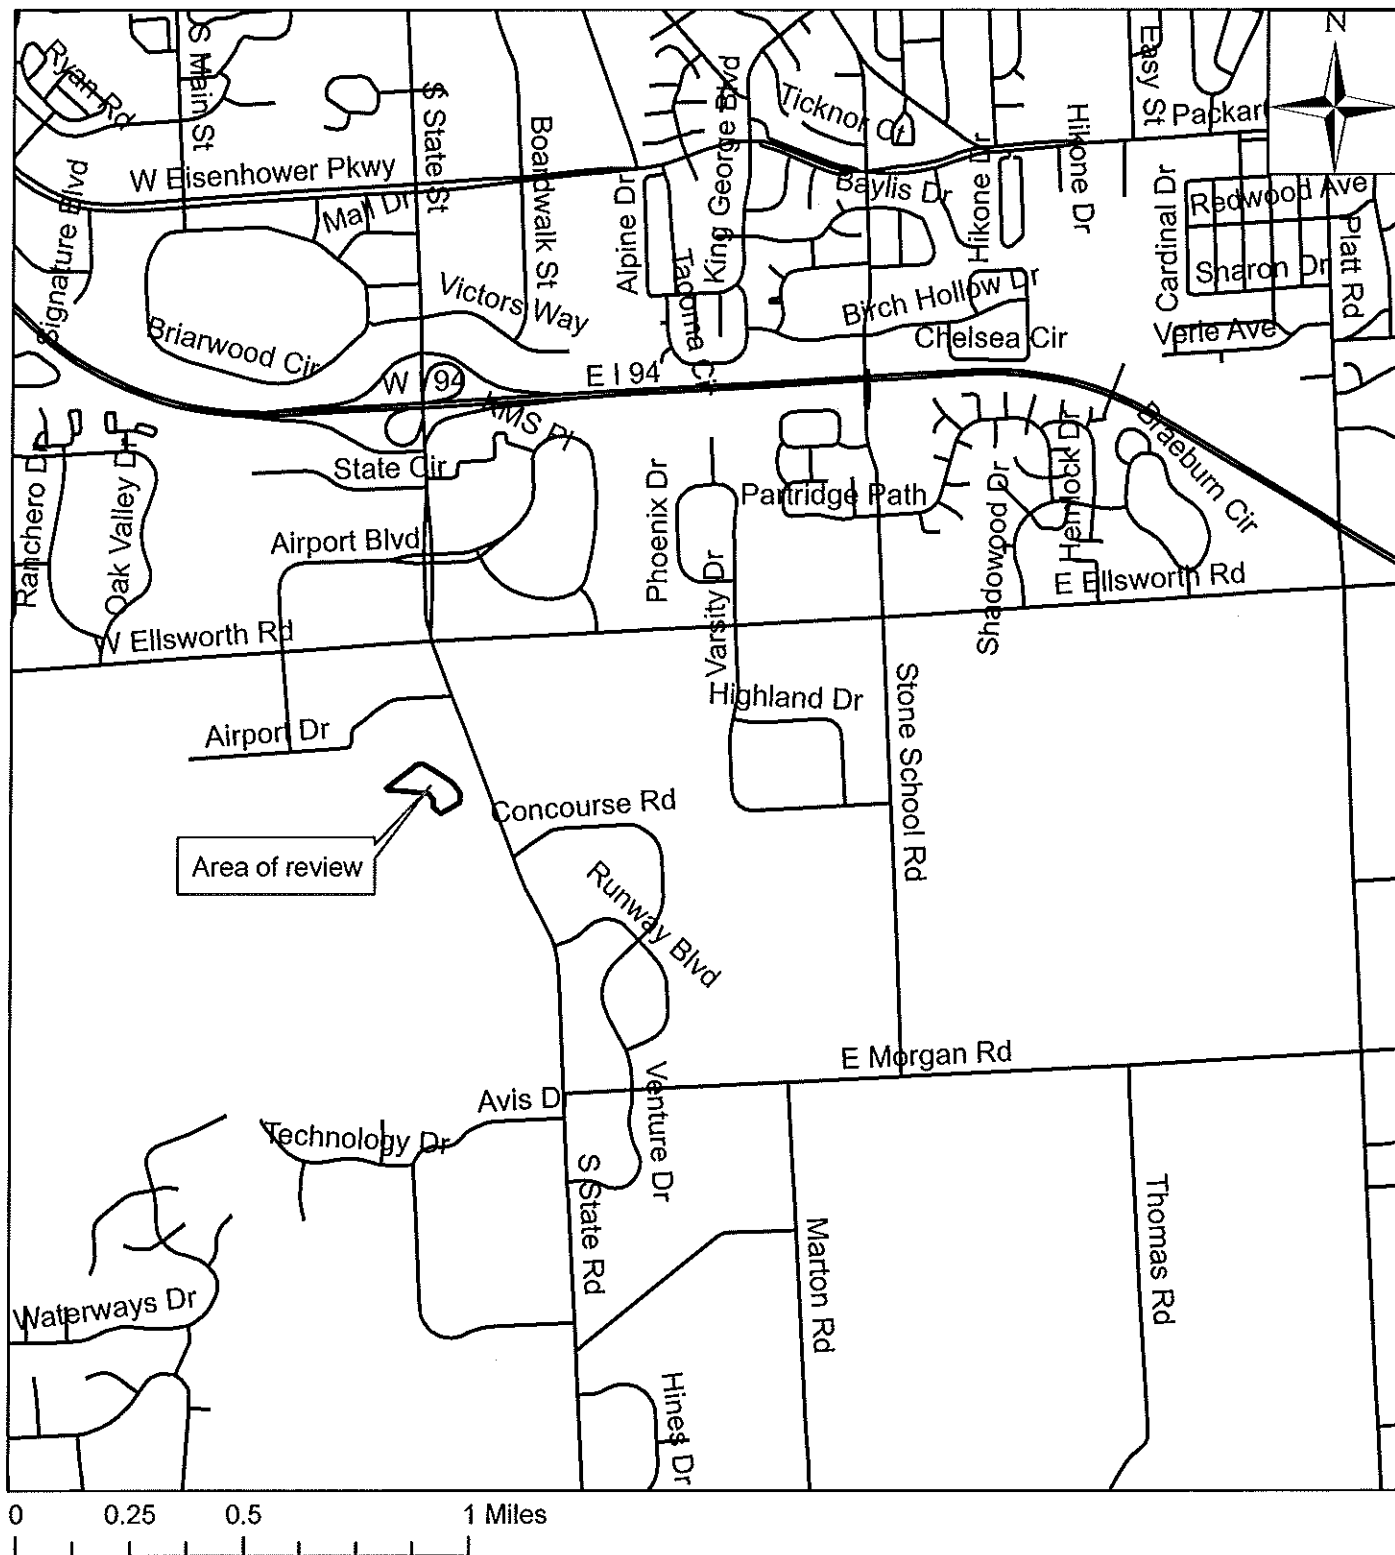 N
Ryan Rd
S Main St
S State St
Boardwalk St
King George Blvd
Ticknor Ct
Hikone Dr
Easy St
Packard
W Eisenhower Pkwy
Mall Dr
Signature Blvd
Alpine Dr
Baylis Dr
Hikone Dr
Cardinal Dr
Redwood Ave
Platt Rd
Sharon Dr
Victors Way
Tacoma Cir
Birch Hollow Dr
Briarwood Cir
Chelsea Cir
Verle Ave
W I 94
E I 94
AMS Pl
Braeburn Cir
Ranchero D
Oak Valley Dr
State Cir
Phoenix Dr
Partridge Path
Shadowood Dr
Hemlock Dr
Airport Blvd
Varsity Dr
E Ellsworth Rd
W Ellsworth Rd
Highland Dr
Stone School Rd
Airport Dr
Concourse Rd
Area of review
Runway Blvd
E Morgan Rd
Avis D
Venture Dr
Technology Dr
S State Rd
Marton Rd
Thomas Rd
Waterways Dr
Hines Dr
0 0.25 0.5 1 Miles